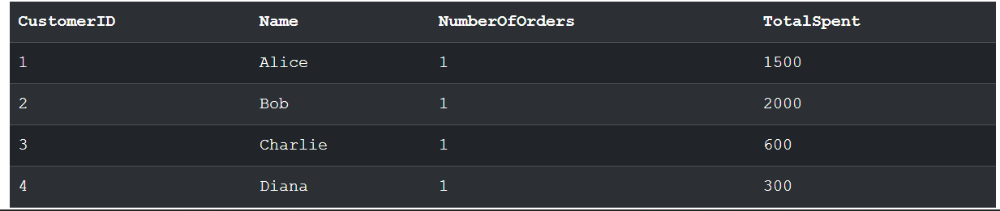 CustomerID Name NumberOfOrders TotalSpent
1 Alice 1 1500
2 Bob 1 2000
3 Charlie 1 600
4 Diana 1 300